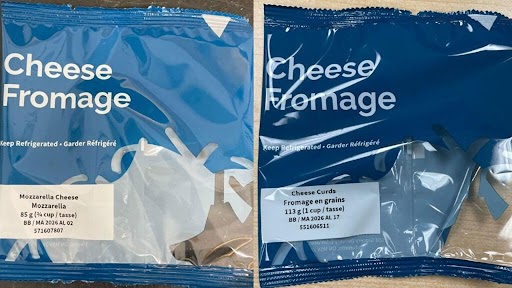 Cheese
Fromage
Keep Refrigerated • Garder Réfrigéré
Mozzarella Cheese
Mozzarella
85 g (¾ cup / tasse)
BB / MA 2026 AL 02
571607807
Cheese
Fromage
Keep Refrigerated • Garder Réfrigéré
Cheese Curds
Fromage en grains
113 g (1 cup / tasse)
BB / MA 2026 AL 17
551606511